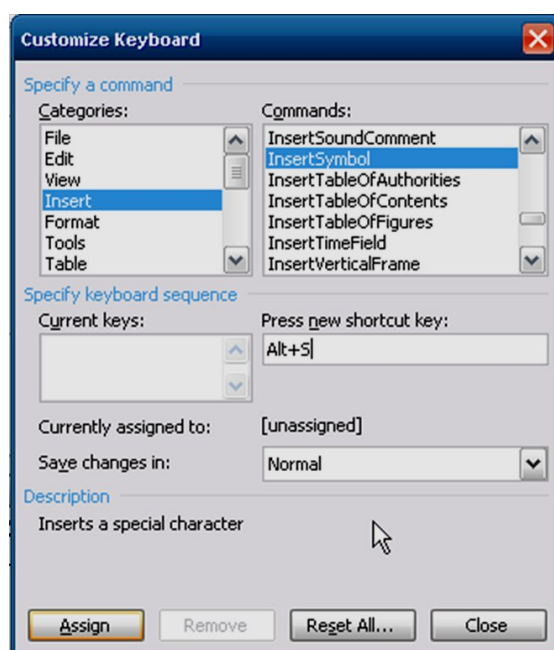 Customize Keyboard
Specify a command
Categories:
File
Edit
View
Insert
Format
Tools
Table
Commands:
InsertSoundComment
InsertSymbol
InsertTableOfAuthorities
InsertTableOfContents
InsertTableOfFigures
InsertTimeField
InsertVerticalFrame
Specify keyboard sequence
Current keys:
Press new shortcut key:
Alt+S
Currently assigned to: [unassigned]
Save changes in: Normal
Description
Inserts a special character
Assign Remove Reset All... Close